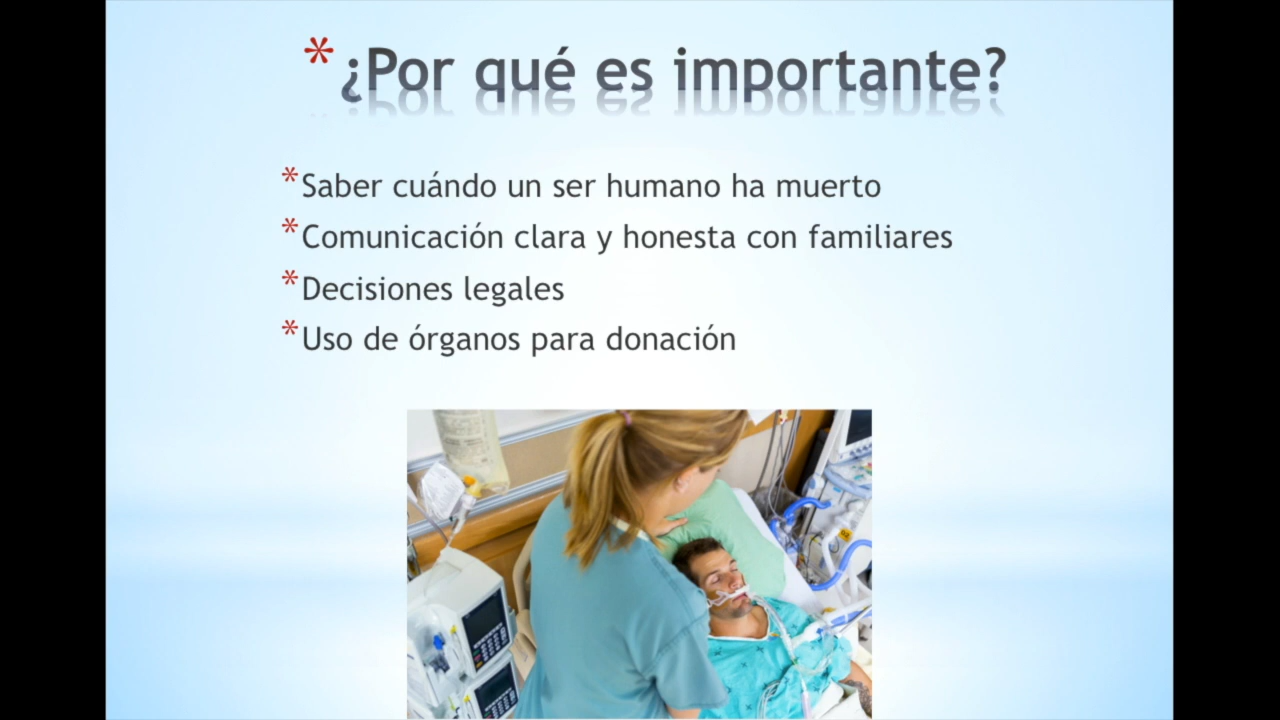 * ¿Por qué es importante?
* Saber cuándo un ser humano ha muerto
* Comunicación clara y honesta con familiares
* Decisiones legales
* Uso de órganos para donación